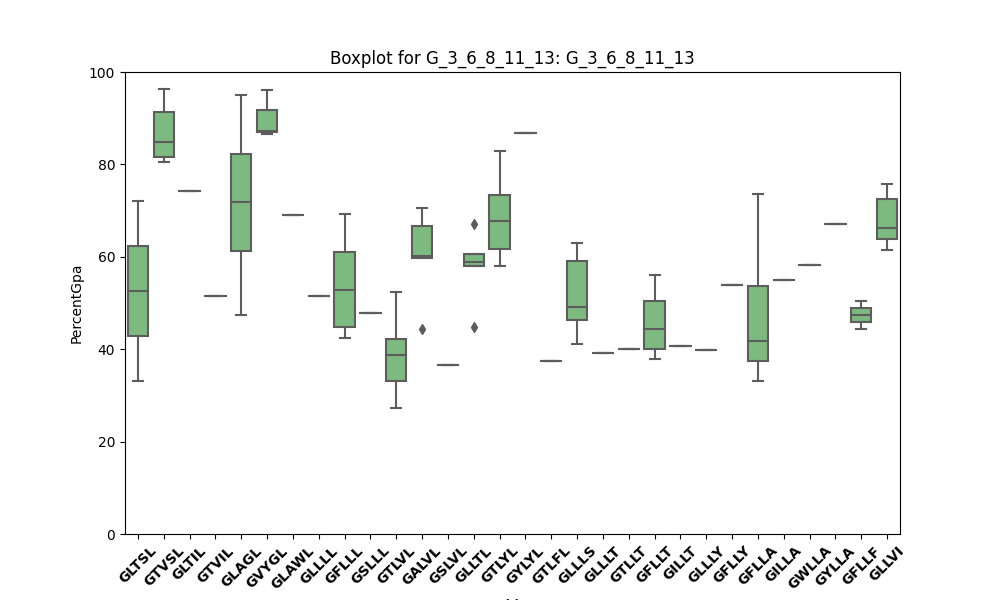 Boxplot for G_3_6_8_11_13: G_3_6_8_11_13
100
80
60
40
20
0
PercentGpa
GLTSL
GTVSL
GLTIL
GTVIL
GLAGL
GVYGL
GLAWL
GLLLL
GFLLL
GSLLL
GTLVL
GALVL
GSLVL
GLLTL
GTLYL
GYLYL
GTLFL
GLLLS
GLLLT
GTLLT
GFLLT
GILLT
GLLLY
GFLLY
GFLLA
GILLA
GWLLA
GYLLA
GFLLF
GLLVI